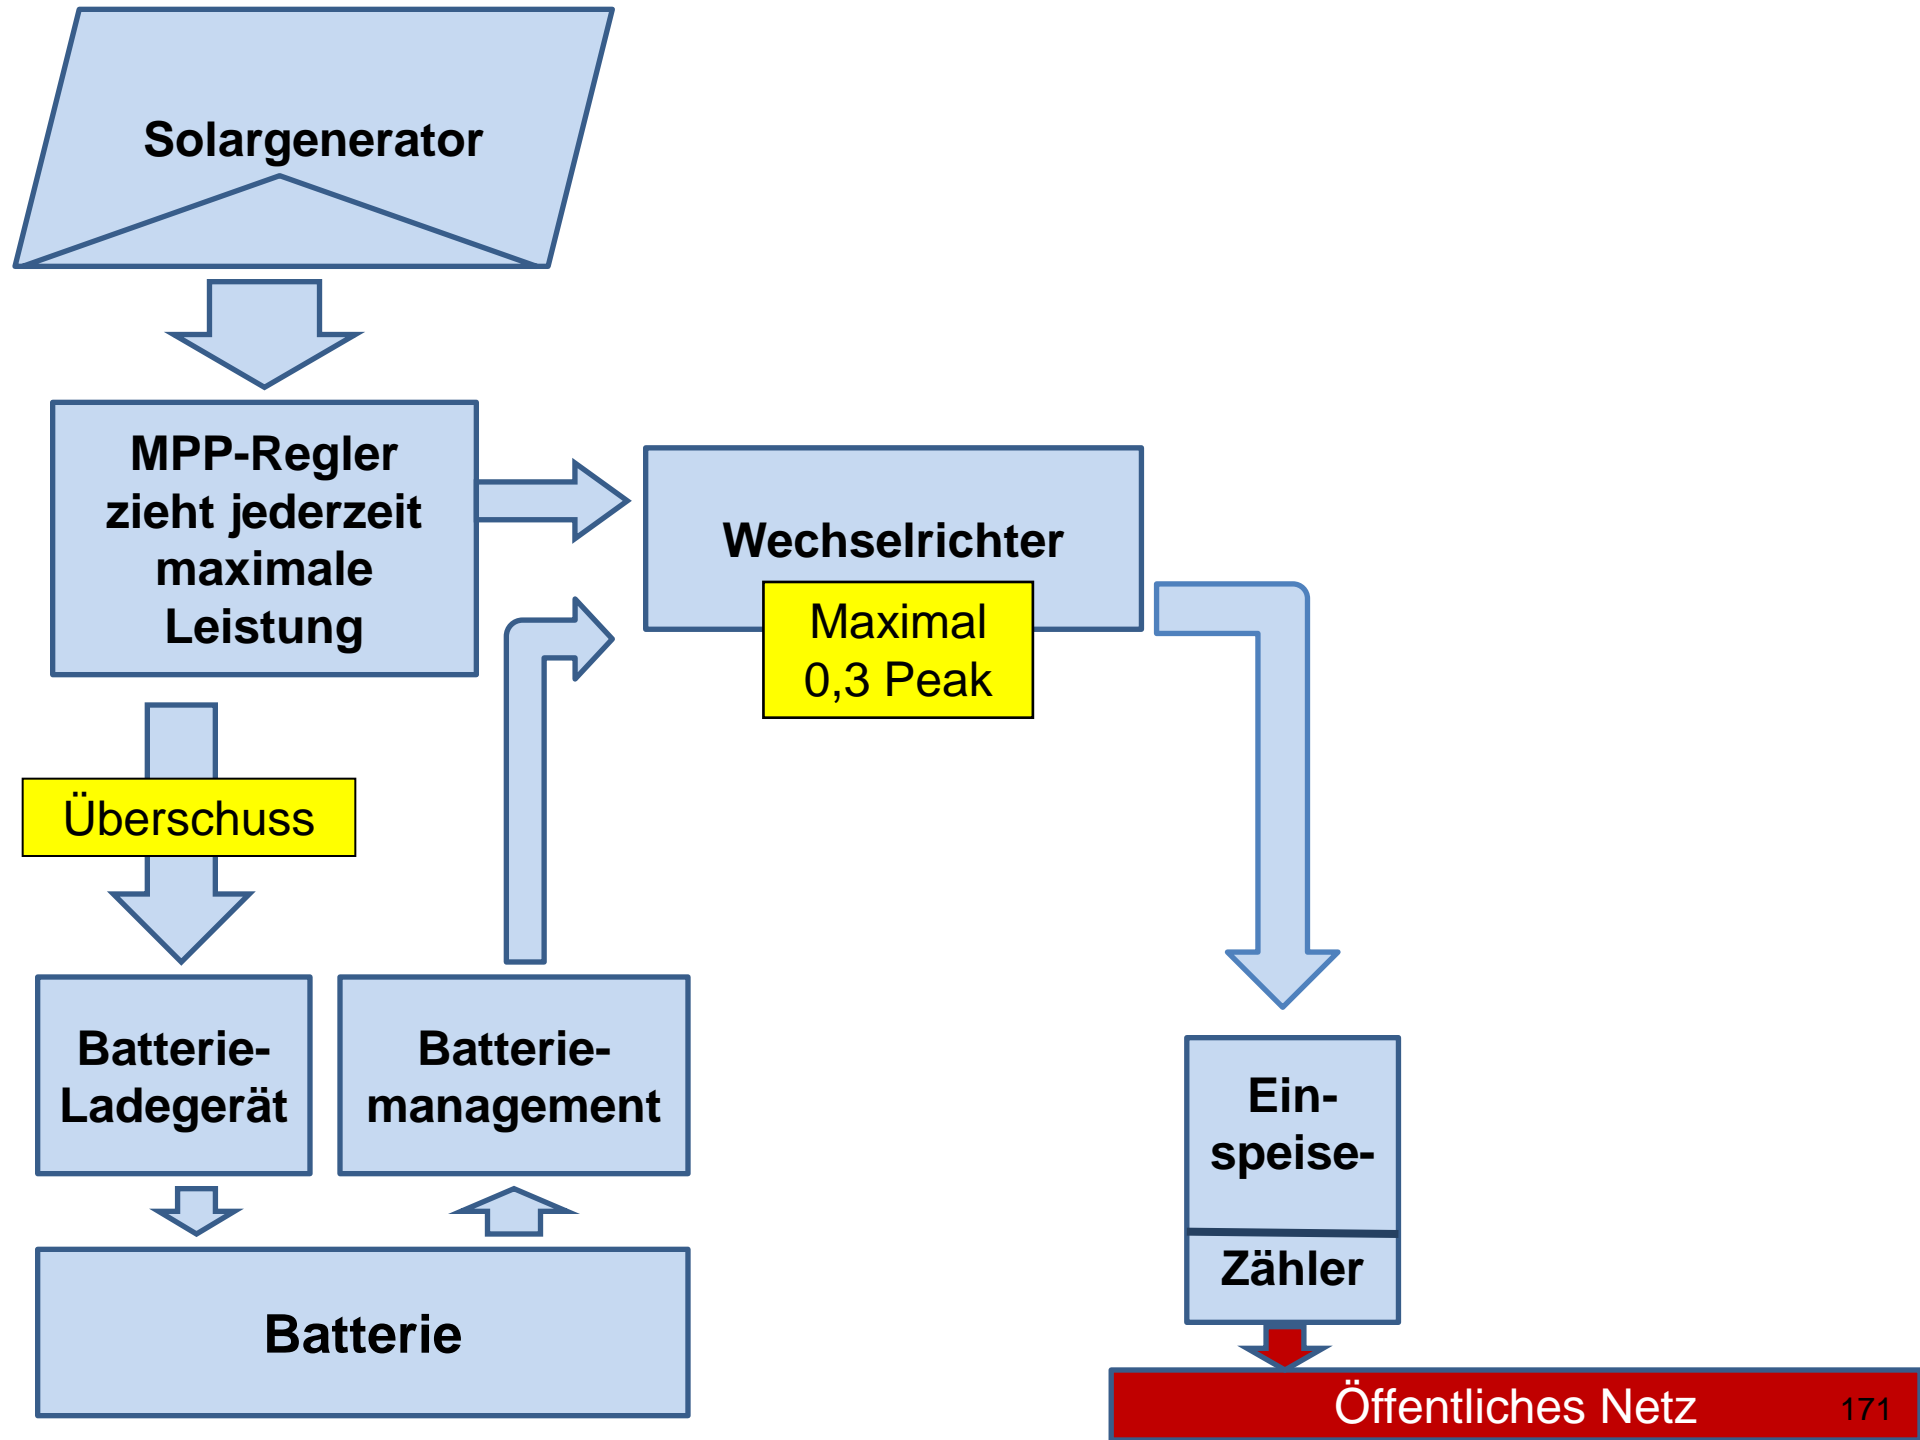 Solargenerator
MPP-Regler
zieht jederzeit
maximale
Leistung
Wechselrichter
Maximal
0,3 Peak
Überschuss
Batterie-
Ladegerät
Batterie-
management
Batterie
Ein-
speise-
Zähler
Öffentliches Netz
171